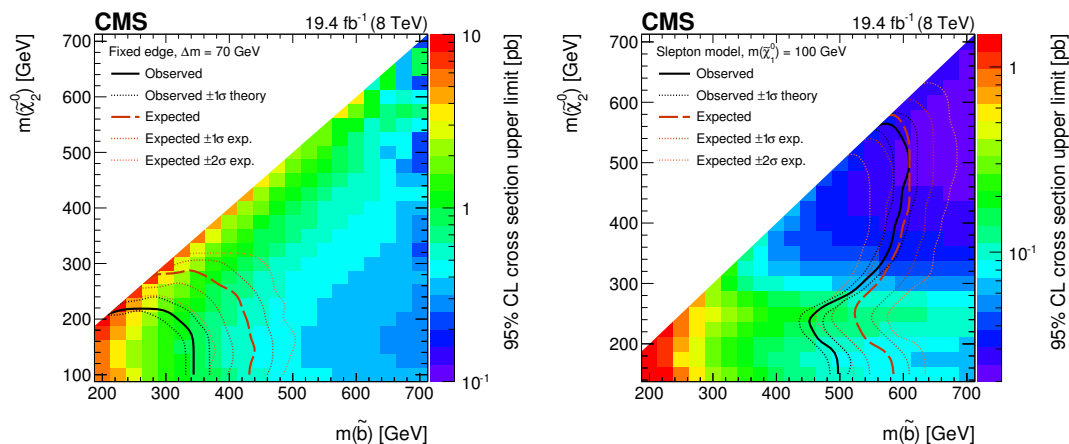 CMS 19.4 fb⁻¹ (8 TeV)
Fixed edge, Δm = 70 GeV
Observed
Observed ±1σ theory
Expected
Expected ±1σ exp.
Expected ±2σ exp.
m(χ̃₂⁰) [GeV]
700
600
500
400
300
200
100
200 300 400 500 600 700
m(b̃) [GeV]
10
1
10⁻¹
95% CL cross section upper limit [pb]
CMS 19.4 fb⁻¹ (8 TeV)
Slepton model, m(χ̃₁⁰) = 100 GeV
Observed
Observed ±1σ theory
Expected
Expected ±1σ exp.
Expected ±2σ exp.
m(χ̃₂⁰) [GeV]
700
600
500
400
300
200
200 300 400 500 600 700
m(b̃) [GeV]
1
10⁻¹
95% CL cross section upper limit [pb]